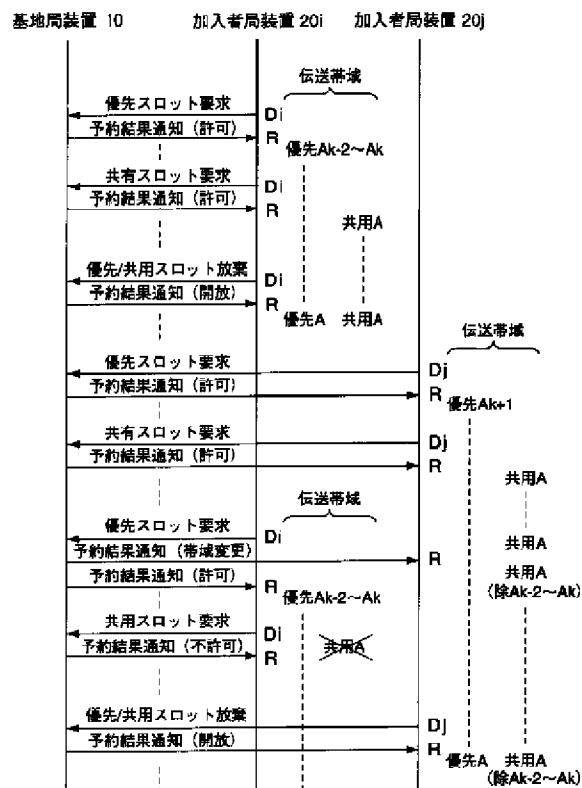 基地局装置 10 加入者局装置 20i 加入者局装置 20j
伝送帯域
優先スロット要求 Di
予約結果通知（許可） R
優先Ak-2～Ak
共有スロット要求 Di
予約結果通知（許可） R
共用A
優先/共用スロット放棄 Di
予約結果通知（開放） R
優先A 共用A
伝送帯域
優先スロット要求 Dj
予約結果通知（許可） R
優先Ak+1
共有スロット要求 Dj
予約結果通知（許可） R
共用A
伝送帯域
優先スロット要求 Di
共用A
予約結果通知（帯域変更） R
共用A
予約結果通知（許可） R
(除Ak-2～Ak)
優先Ak-2～Ak
共用スロット要求 Di
予約結果通知（不許可） R
共用A
優先/共用スロット放棄 Dj
予約結果通知（開放） R
優先A 共用A
(除Ak-2～Ak)